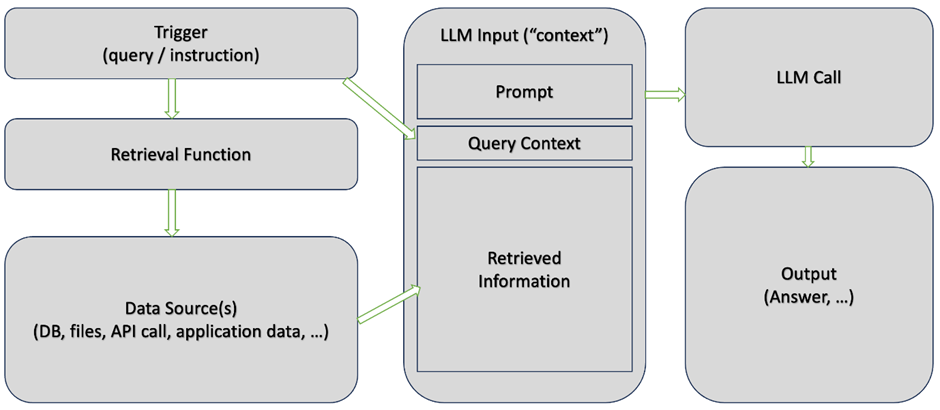 Trigger
(query / instruction)
Retrieval Function
Data Source(s)
(DB, files, API call, application data, …)
LLM Input (“context”)
Prompt
Query Context
Retrieved
Information
LLM Call
Output
(Answer, …)